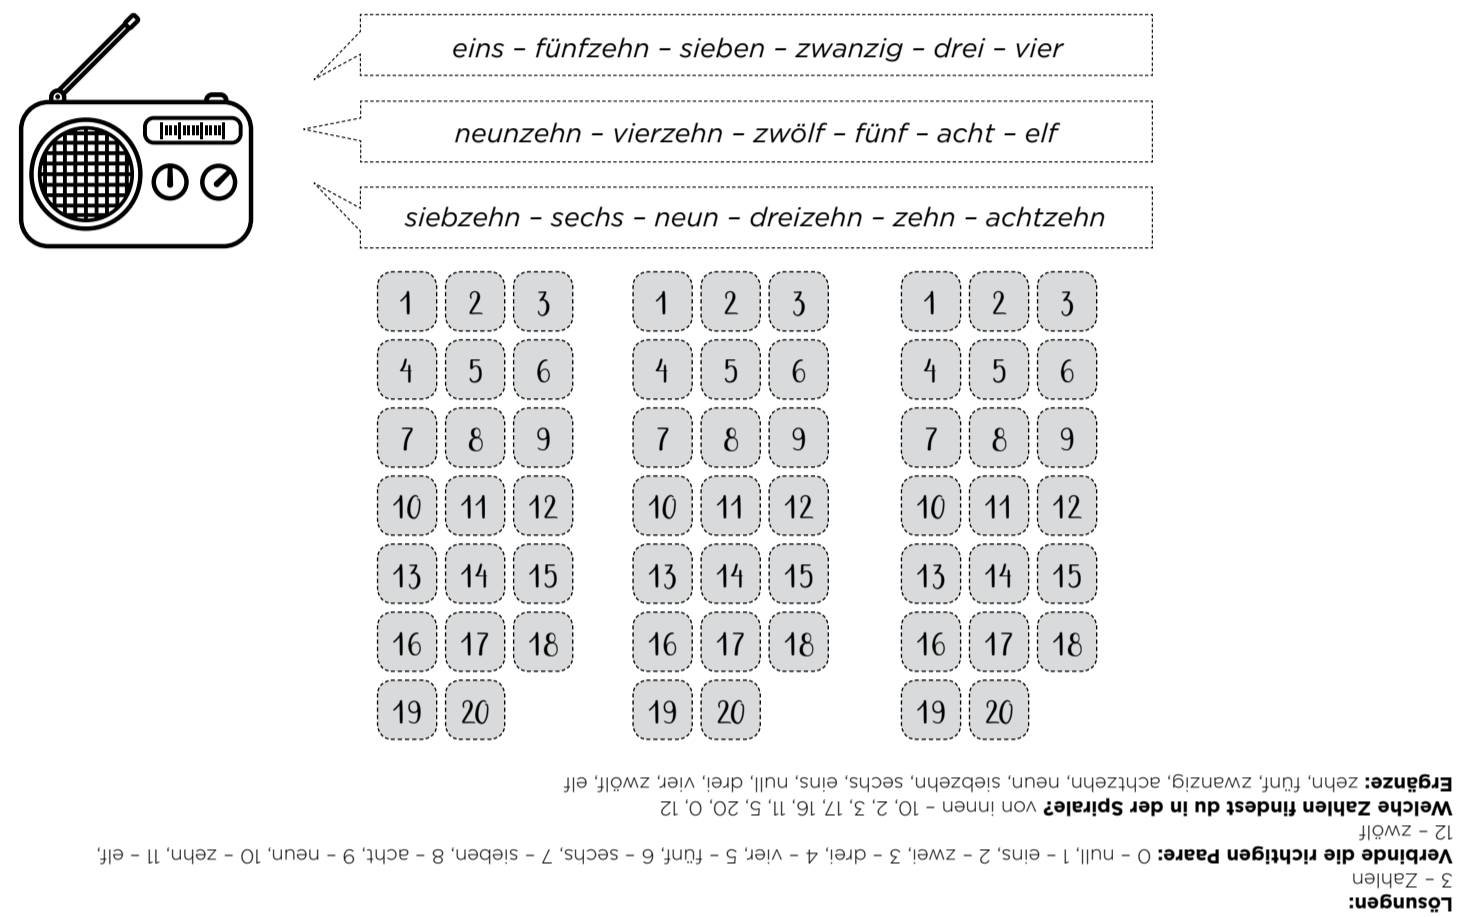 eins – fünfzehn – sieben – zwanzig – drei – vier
neunzehn – vierzehn – zwölf – fünf – acht – elf
siebzehn – sechs – neun – dreizehn – zehn – achtzehn
1 2 3 1 2 3 1 2 3
4 5 6 4 5 6 4 5 6
7 8 9 7 8 9 7 8 9
10 11 12 10 11 12 10 11 12
13 14 15 13 14 15 13 14 15
16 17 18 16 17 18 16 17 18
19 20 19 20 19 20
Lösungen:
3 – Zahlen
Verbinde die richtigen Paare: 0 – null, 1 – eins, 2 – zwei, 3 – drei, 4 – vier, 5 – fünf, 6 – sechs, 7 – sieben, 8 – acht, 9 – neun, 10 – zehn, 11 – elf,
12 – zwölf
Welche Zahlen findest du in der Spirale? von innen – 10, 2, 3, 17, 16, 11, 5, 20, 0, 12
Ergänze: zehn, fünf, zwanzig, achtzehn, neun, siebzehn, sechs, eins, null, drei, vier, zwölf, elf